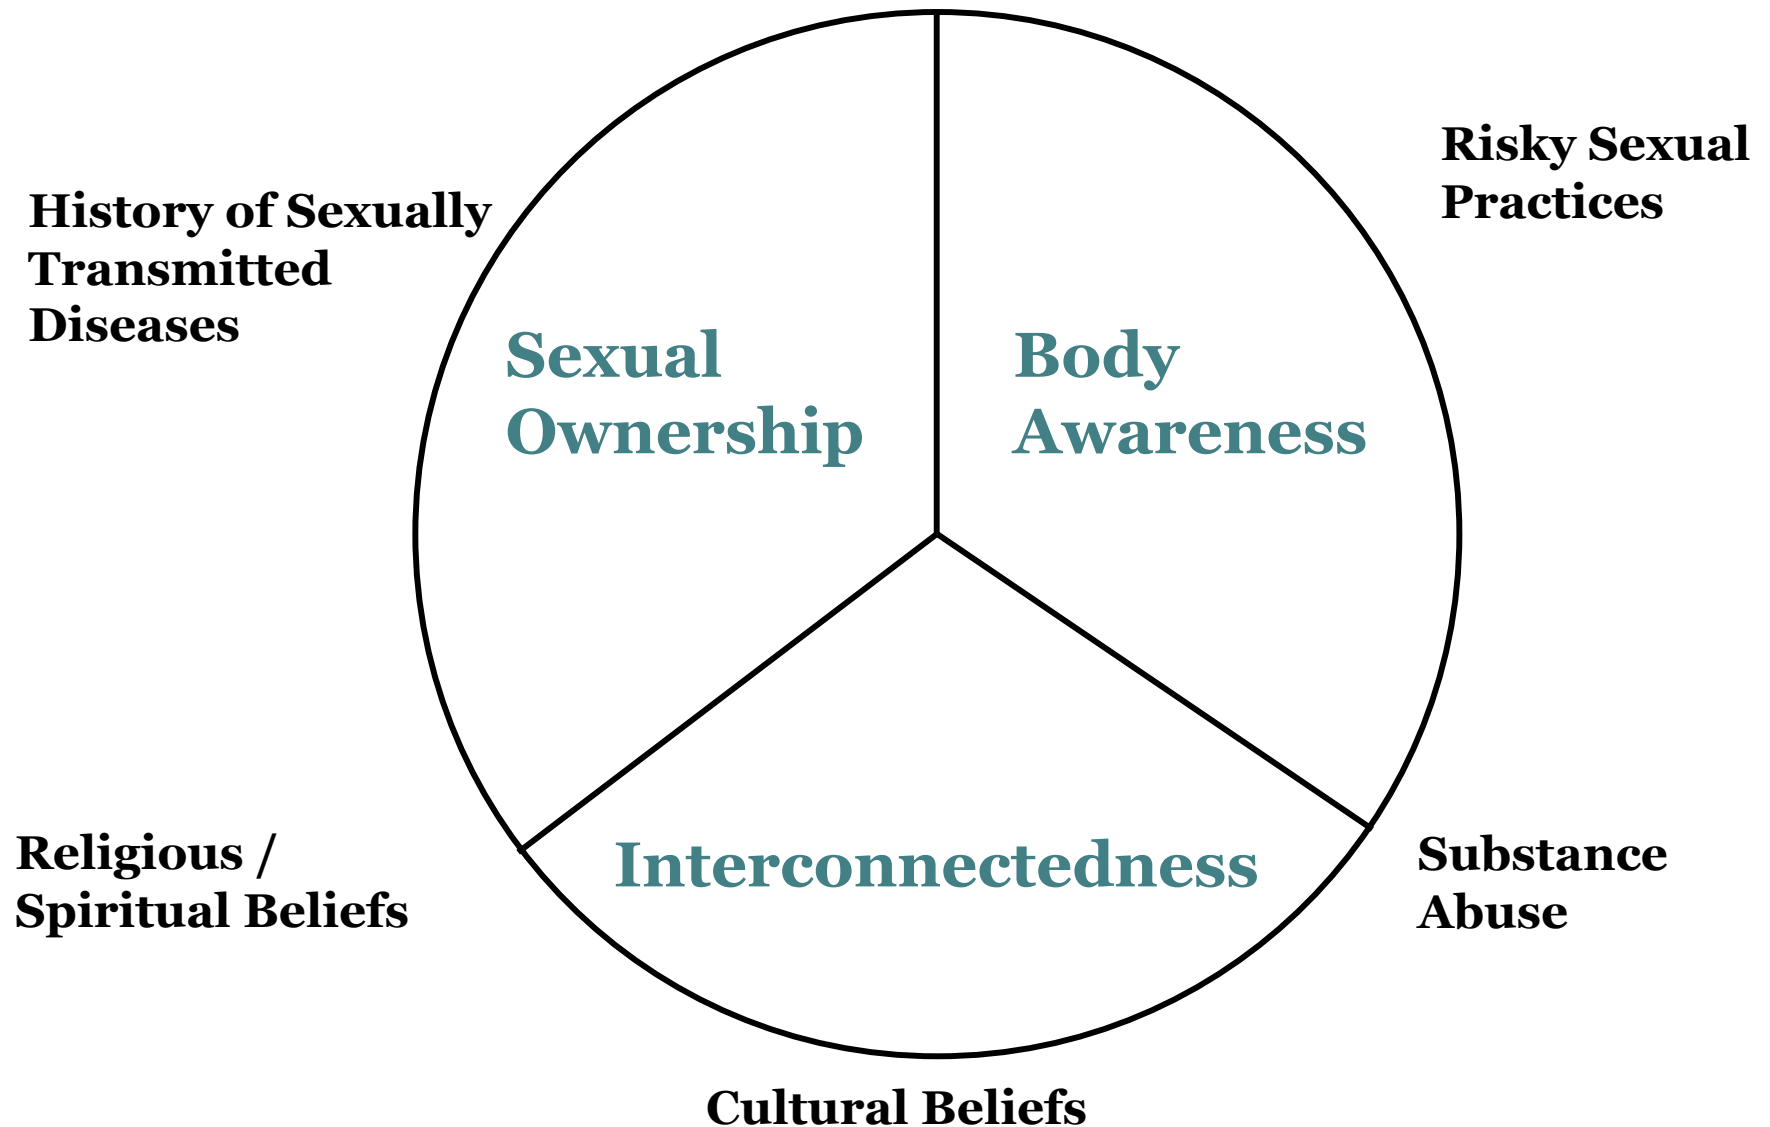 Risky Sexual
Practices
History of Sexually
Transmitted
Diseases
Sexual
Ownership
Body
Awareness
Religious /
Spiritual Beliefs
Interconnectedness
Substance
Abuse
Cultural Beliefs